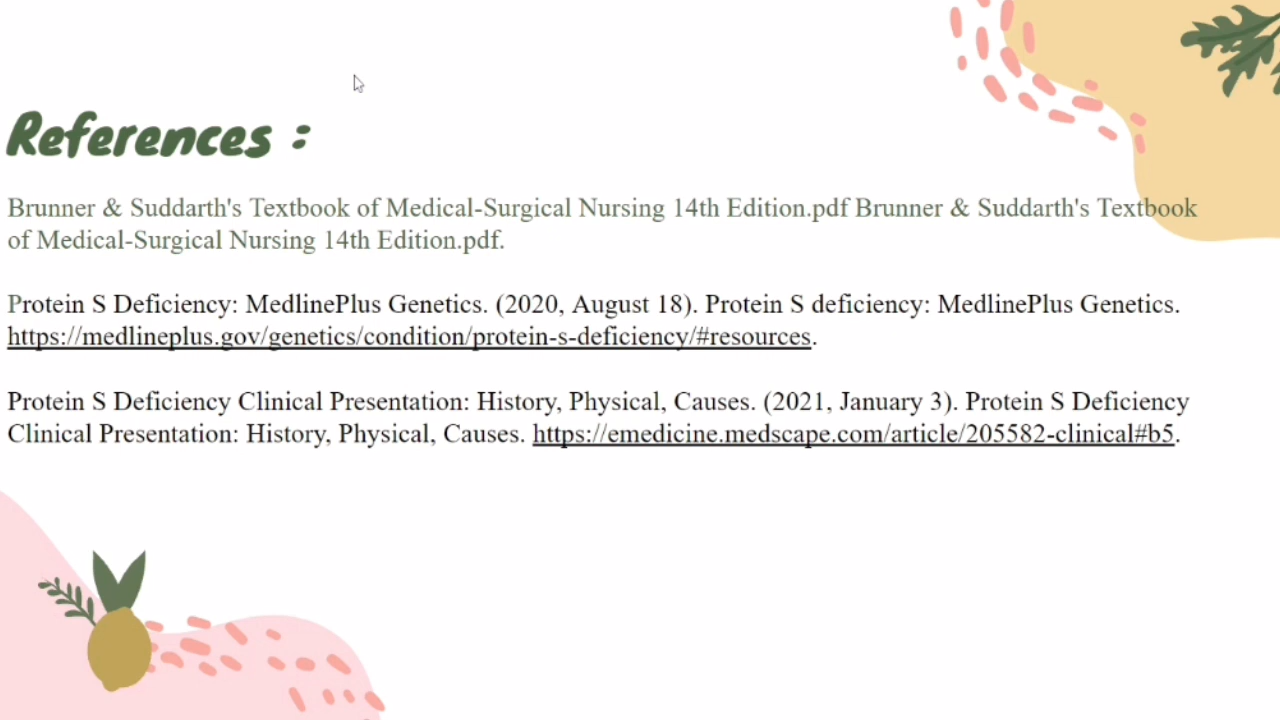 References :
Brunner & Suddarth's Textbook of Medical-Surgical Nursing 14th Edition.pdf Brunner & Suddarth's Textbook
of Medical-Surgical Nursing 14th Edition.pdf.
Protein S Deficiency: MedlinePlus Genetics. (2020, August 18). Protein S deficiency: MedlinePlus Genetics.
https://medlineplus.gov/genetics/condition/protein-s-deficiency/#resources.
Protein S Deficiency Clinical Presentation: History, Physical, Causes. (2021, January 3). Protein S Deficiency
Clinical Presentation: History, Physical, Causes. https://emedicine.medscape.com/article/205582-clinical#b5.